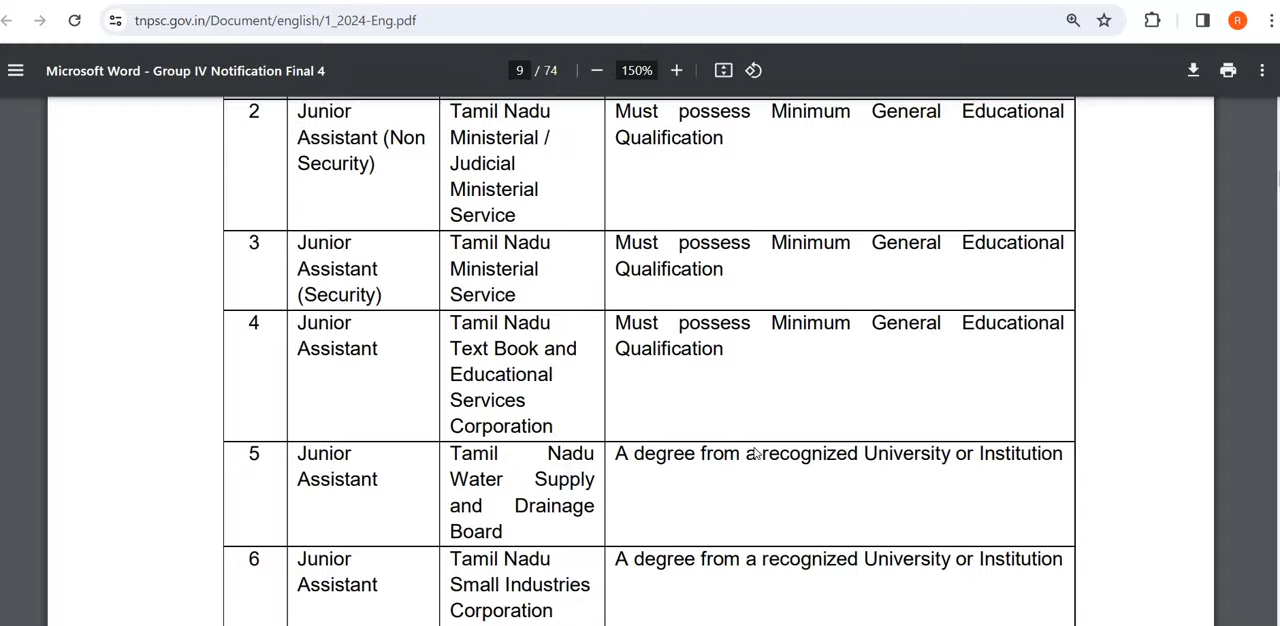 tnpsc.gov.in/Document/english/1_2024-Eng.pdf
R
Microsoft Word - Group IV Notification Final 4
9 / 74
150%
2
Junior
Assistant (Non
Security)
Tamil Nadu
Ministerial /
Judicial
Ministerial
Service
Must possess Minimum General Educational
Qualification
3
Junior
Assistant
(Security)
Tamil Nadu
Ministerial
Service
Must possess Minimum General Educational
Qualification
4
Junior
Assistant
Tamil Nadu
Text Book and
Educational
Services
Corporation
Must possess Minimum General Educational
Qualification
5
Junior
Assistant
Tamil Nadu
Water Supply
and Drainage
Board
A degree from a recognized University or Institution
6
Junior
Assistant
Tamil Nadu
Small Industries
Corporation
A degree from a recognized University or Institution